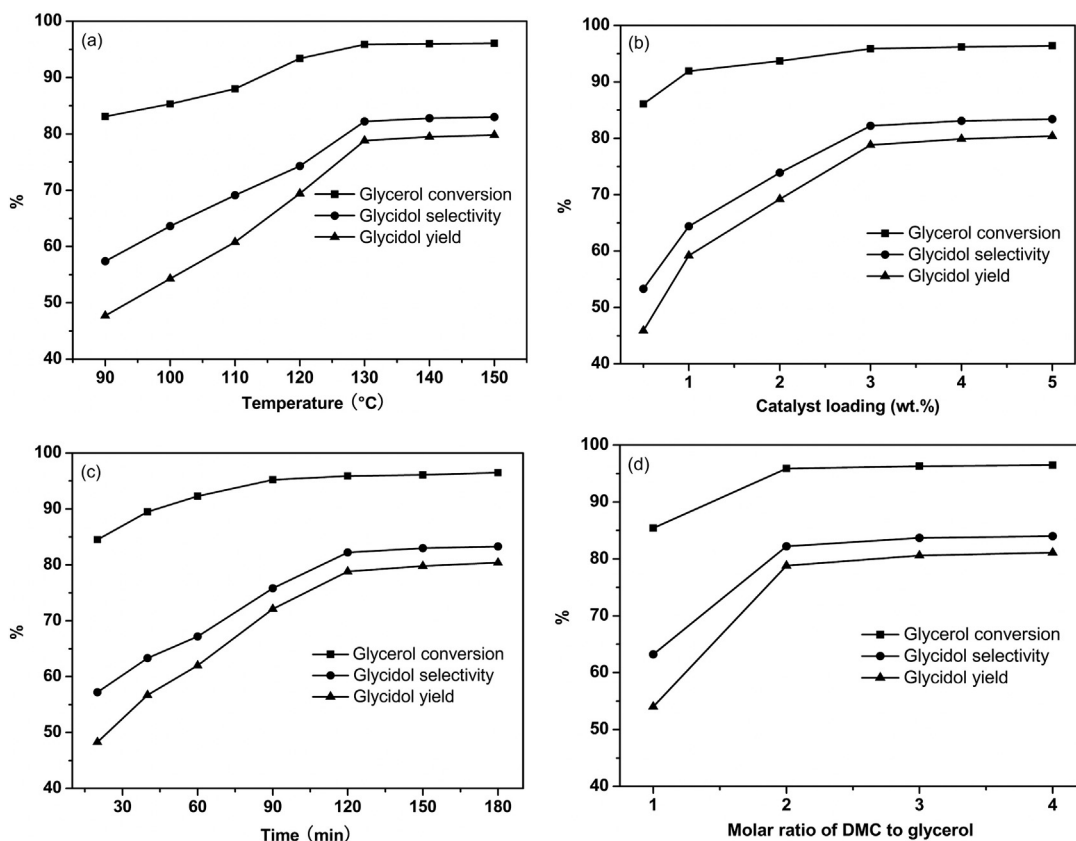 (a)
100
90
80
70
60
50
40
%
Glycerol conversion
Glycidol selectivity
Glycidol yield
90 100 110 120 130 140 150
Temperature（°C）
(b)
100
90
80
70
60
50
40
%
Glycerol conversion
Glycidol selectivity
Glycidol yield
1 2 3 4 5
Catalyst loading (wt.%)
(c)
100
90
80
70
60
50
40
%
Glycerol conversion
Glycidol selectivity
Glycidol yield
30 60 90 120 150 180
Time（min）
(d)
100
90
80
70
60
50
40
%
Glycerol conversion
Glycidol selectivity
Glycidol yield
1 2 3 4
Molar ratio of DMC to glycerol